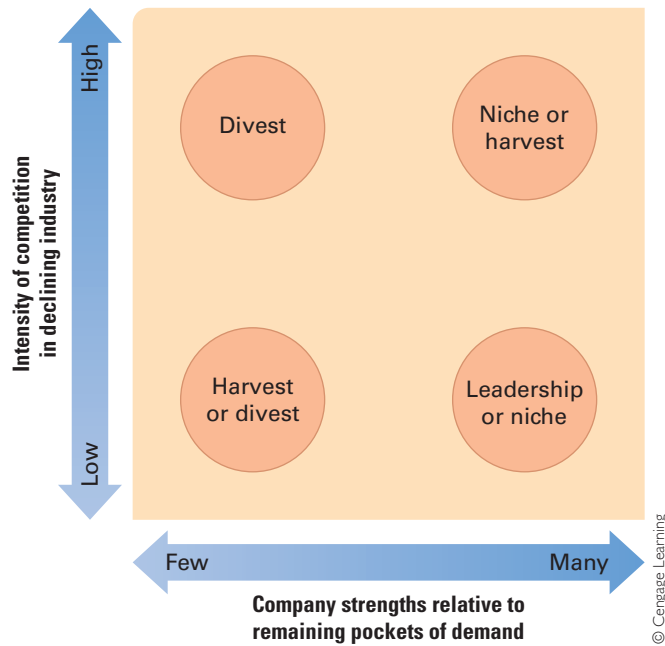 High
Intensity of competition
in declining industry
Low
Divest
Niche or
harvest
Harvest
or divest
Leadership
or niche
Few
Many
Company strengths relative to
remaining pockets of demand
© Cengage Learning